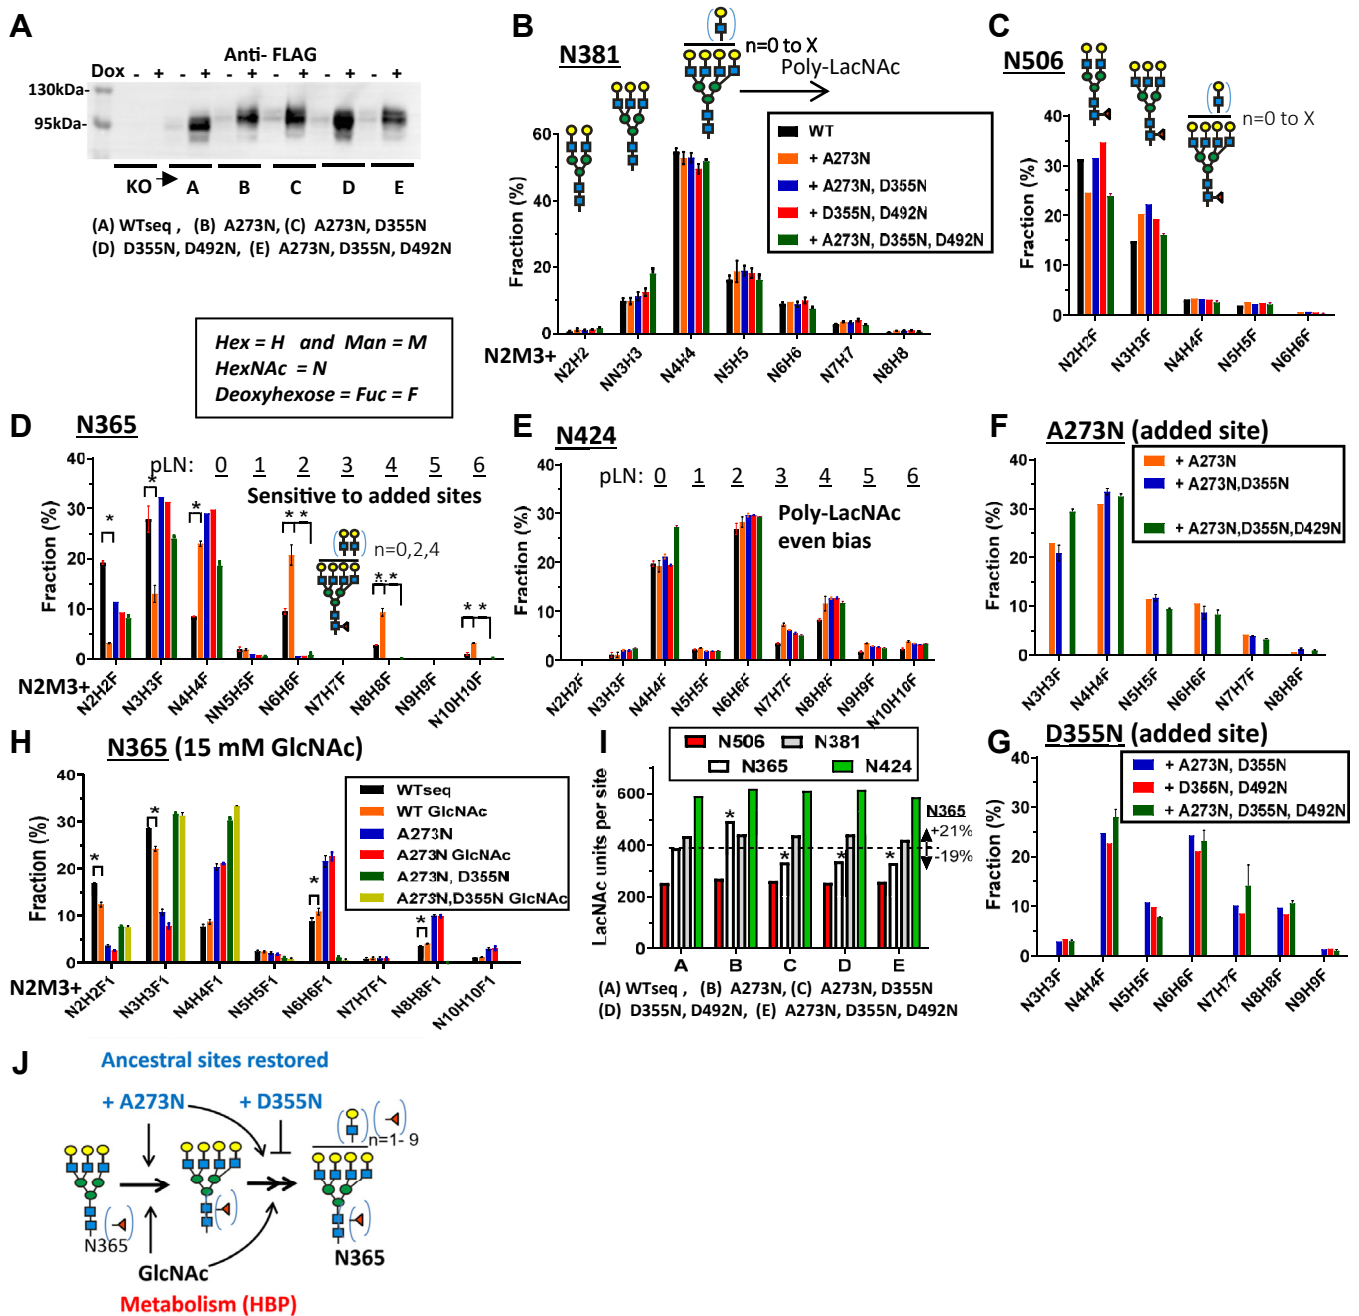 A
Anti- FLAG
Dox - + - + - + - + - + - +
130kDa-
95kDa-
KO A B C D E
(A) WTseq , (B) A273N, (C) A273N, D355N
(D) D355N, D492N, (E) A273N, D355N, D492N
Hex = H and Man = M
HexNAc = N
Deoxyhexose = Fuc = F
B
N381
n=0 to X
Poly-LacNAc
WT
+ A273N
+ A273N, D355N
+ D355N, D492N
+ A273N, D355N, D492N
Fraction (%)
60
40
20
0
N2M3+
N2H2
NN3H3
N4H4
N5H5
N6H6
N7H7
N8H8
C
N506
n=0 to X
Fraction (%)
40
30
20
10
0
N2H2F
N3H3F
N4H4F
N5H5F
N6H6F
D
N365
pLN: 0 1 2 3 4 5 6
Sensitive to added sites
n=0,2,4
* * * * * * * * *
Fraction (%)
40
30
20
10
0
N2M3+
N2H2F
N3H3F
N4H4F
NN5H5F
N6H6F
N7H7F
N8H8F
N9H9F
N10H10F
E
N424
pLN: 0 1 2 3 4 5 6
Poly-LacNAc
even bias
Fraction (%)
40
30
20
10
0
N2H2F
N3H3F
N4H4F
N5H5F
N6H6F
N7H7F
N8H8F
N9H9F
N10H10F
F
A273N (added site)
+ A273N
+ A273N,D355N
+ A273N,D355N,D429N
Fraction (%)
40
30
20
10
0
N3H3F
N4H4F
N5H5F
N6H6F
N7H7F
N8H8F
G
D355N (added site)
+ A273N, D355N
+ D355N, D492N
+ A273N, D355N, D492N
Fraction (%)
40
30
20
10
0
N3H3F
N4H4F
N5H5F
N6H6F
N7H7F
N8H8F
N9H9F
H
N365 (15 mM GlcNAc)
WTseq
WT GlcNAc
A273N
A273N GlcNAc
A273N, D355N
A273N,D355N GlcNAc
* * * *
Fraction (%)
40
30
20
10
0
N2M3+
N2H2F1
N3H3F1
N4H4F1
N5H5F1
N6H6F1
N7H7F1
N8H8F1
N10H10F1
I
N506 N381
N365 N424
LacNAc units per site
600
400
200
0
* * * *
N365
+21%
-19%
A B C D E
(A) WTseq , (B) A273N, (C) A273N, D355N
(D) D355N, D492N, (E) A273N, D355N, D492N
J
Ancestral sites restored
+ A273N + D355N
n=1- 9
N365
N365
GlcNAc
Metabolism (HBP)